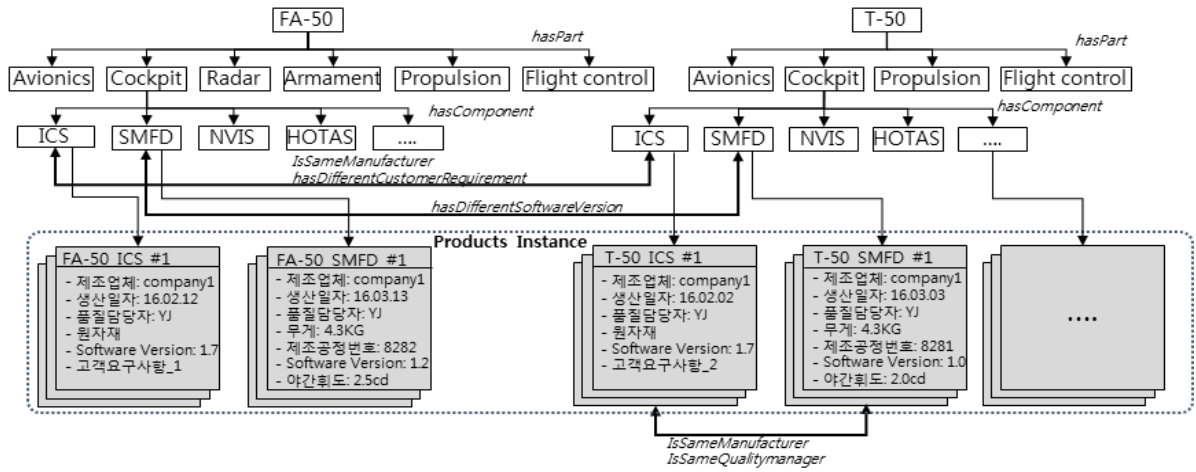 FA-50
T-50
hasPart
hasPart
Avionics
Cockpit
Radar
Armament
Propulsion
Flight control
Avionics
Cockpit
Propulsion
Flight control
hasComponent
hasComponent
ICS
SMFD
NVIS
HOTAS
....
ICS
SMFD
NVIS
HOTAS
....
IsSameManufacturer
hasDifferentCustomerRequirement
hasDifferentSoftwareVersion
Products Instance
FA-50 ICS #1
- 제조업체: company1
- 생산일자: 16.02.12
- 품질담당자: YJ
- 원자재
- Software Version: 1.7
- 고객요구사항_1
FA-50 SMFD #1
- 제조업체: company1
- 생산일자: 16.03.13
- 품질담당자: YJ
- 무게: 4.3KG
- 제조공정번호: 8282
- Software Version: 1.2
- 야간휘도: 2.5cd
T-50 ICS #1
- 제조업체: company1
- 생산일자: 16.02.02
- 품질담당자: YJ
- 원자재
- Software Version: 1.7
- 고객요구사항_2
T-50 SMFD #1
- 제조업체: company1
- 생산일자: 16.03.03
- 품질담당자: YJ
- 무게: 4.3KG
- 제조공정번호: 8281
- Software Version: 1.0
- 야간휘도: 2.0cd
....
IsSameManufacturer
IsSameQualitymanager